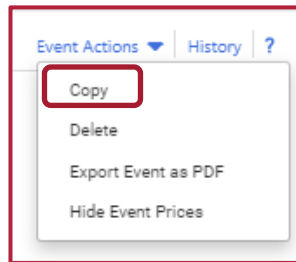 Event Actions ▼ History ?
Copy
Delete
Export Event as PDF
Hide Event Prices